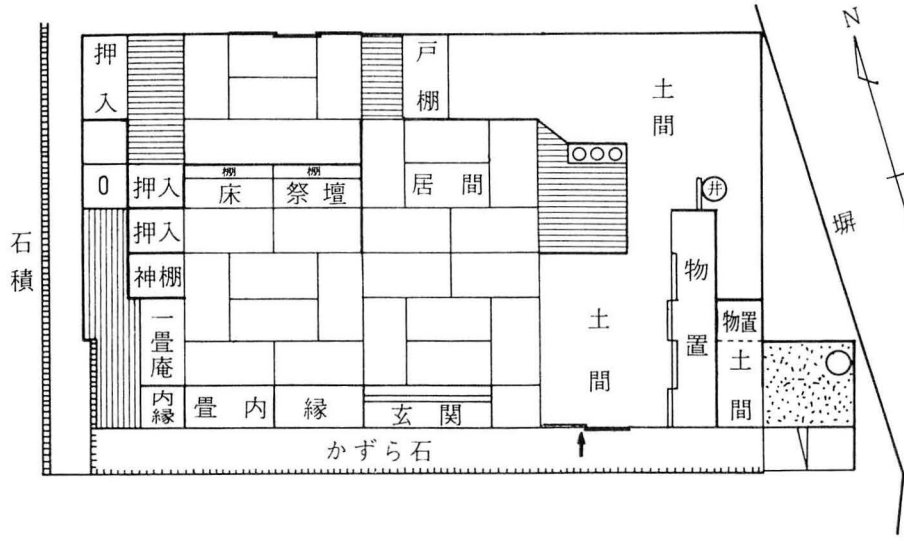 押入
戸棚
土間
N
棚
棚
押入
床
祭壇
居間
井
押入
神棚
石積
塀
物置
物置
土間
一畳庵
土間
内縁
畳内縁
玄関
かずら石